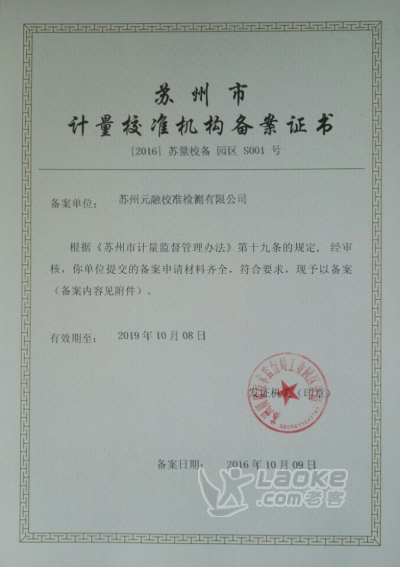 苏州市
计量校准机构备案证书
[2016] 苏量校备 园区 S001 号
备案单位： 苏州元融校准检测有限公司
根据《苏州市计量监督管理办法》第十九条的规定，经审
核，你单位提交的备案申请材料齐全，符合要求，现予以备案
（备案内容见附件）。
有效期至： 2019 年 10 月 08 日
发证机关（印章）
备案日期： 2016 年 10 月 09 日
LAOKE
.com老客